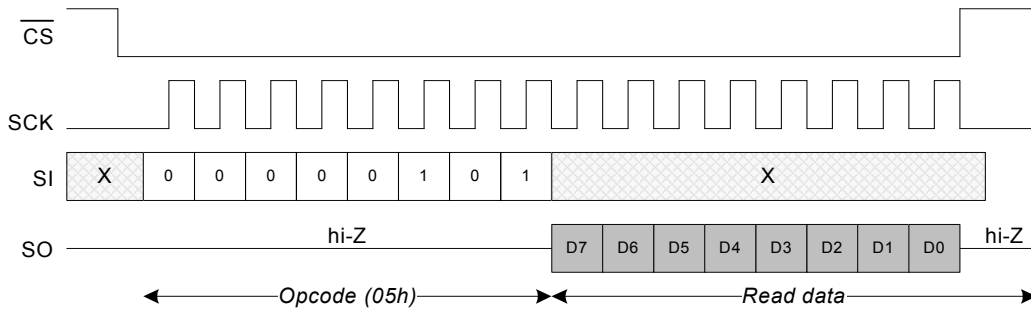 CS
SCK
SI X 0 0 0 0 0 1 0 1 X
SO hi-Z D7 D6 D5 D4 D3 D2 D1 D0 hi-Z
Opcode (05h) Read data